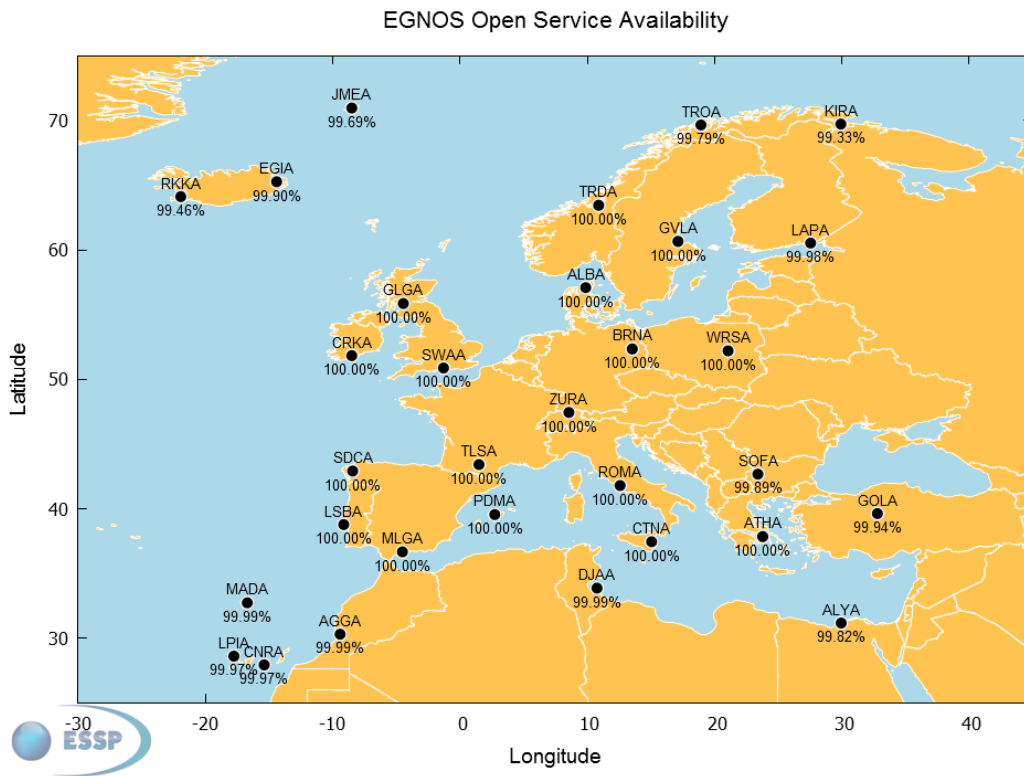 EGNOS Open Service Availability
JMEA
99.69%
TROA
99.79%
KIRA
99.33%
70
EGIA
99.90%
RKKA
99.46%
TRDA
100.00%
GVLA
100.00%
LAPA
99.98%
60
ALBA
100.00%
GLGA
100.00%
CRKA
100.00%
SWAA
100.00%
BRNA
100.00%
WRSA
100.00%
50
ZURA
100.00%
SDCA
100.00%
TLSA
100.00%
ROMA
100.00%
SOFA
99.89%
PDMA
100.00%
GOLA
99.94%
40
LSBA
100.00%
MLGA
100.00%
CTNA
100.00%
ATHA
100.00%
DJAA
99.99%
MADA
99.99%
AGGA
99.99%
ALYA
99.82%
30
LPIA
99.97%
CNRA
99.97%
Latitude
-30
-20
-10
0
10
20
30
40
Longitude
ESSP